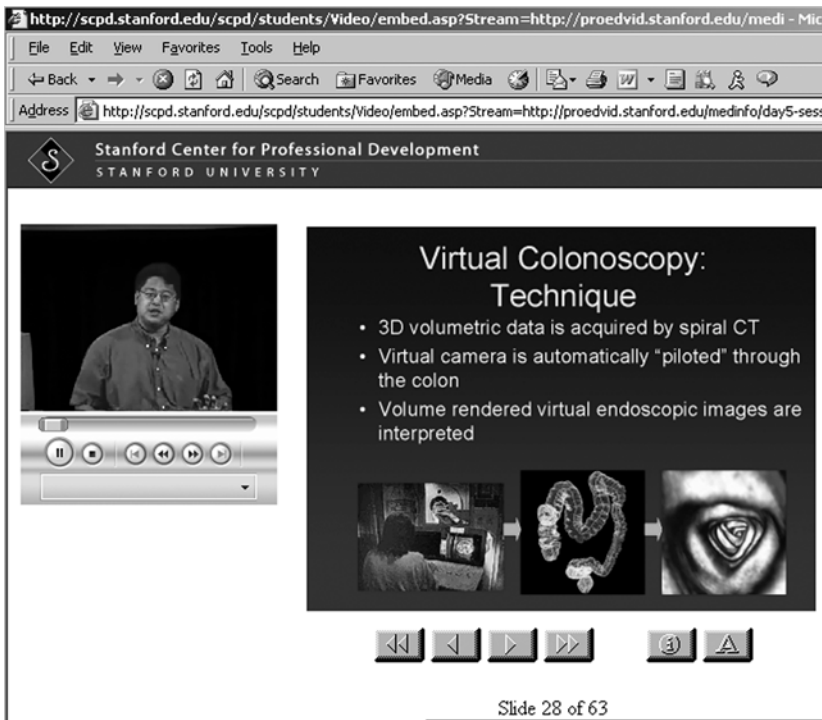 http://scpd.stanford.edu/scpd/students/Video/embed.asp?Stream=http://proedvid.stanford.edu/medi - Mic
File Edit View Favorites Tools Help
Back Search Favorites Media
Address http://scpd.stanford.edu/scpd/students/Video/embed.asp?Stream=http://proedvid.stanford.edu/medinfo/day5-sess
S Stanford Center for Professional Development
STANFORD UNIVERSITY
Virtual Colonoscopy:
Technique
• 3D volumetric data is acquired by spiral CT
• Virtual camera is automatically “piloted” through
the colon
• Volume rendered virtual endoscopic images are
interpreted
Slide 28 of 63